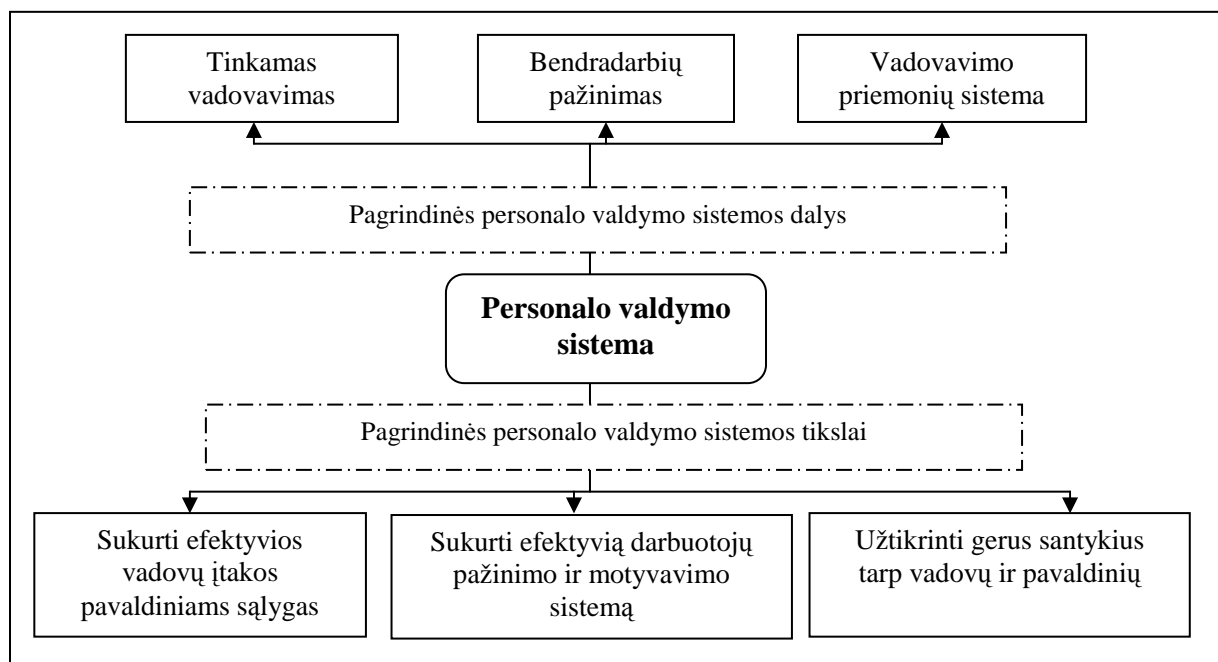 Tinkamas
vadovavimas
Bendradarbių
pažinimas
Vadovavimo
priemonių sistema
Pagrindinės personalo valdymo sistemos dalys
Personalo valdymo
sistema
Pagrindinės personalo valdymo sistemos tikslai
Sukurti efektyvios
vadovų įtakos
pavaldiniams sąlygas
Sukurti efektyvią darbuotojų
pažinimo ir motyvavimo
sistemą
Užtikrinti gerus santykius
tarp vadovų ir pavaldinių